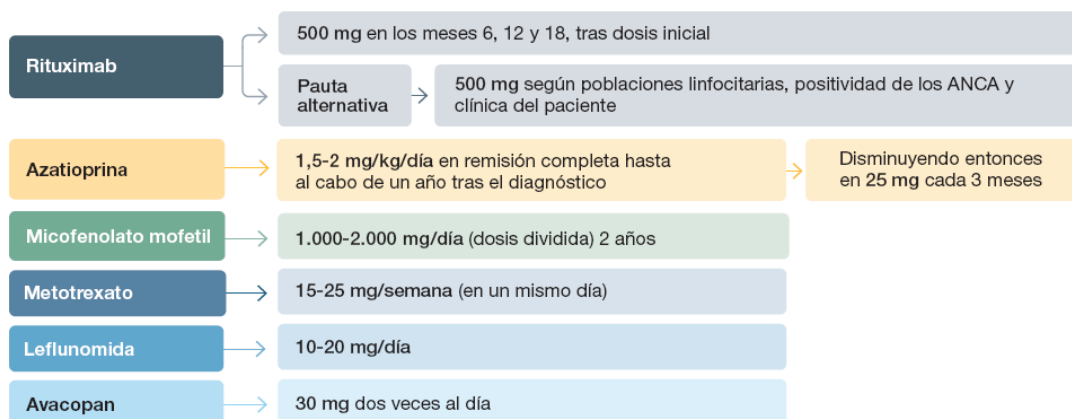 Rituximab
500 mg en los meses 6, 12 y 18, tras dosis inicial
Pauta
alternativa
500 mg según poblaciones linfocitarias, positividad de los ANCA y
clínica del paciente
Azatioprina
1,5-2 mg/kg/día en remisión completa hasta
al cabo de un año tras el diagnóstico
Disminuyendo entonces
en 25 mg cada 3 meses
Micofenolato mofetil
1.000-2.000 mg/día (dosis dividida) 2 años
Metotrexato
15-25 mg/semana (en un mismo día)
Leflunomida
10-20 mg/día
Avacopan
30 mg dos veces al día